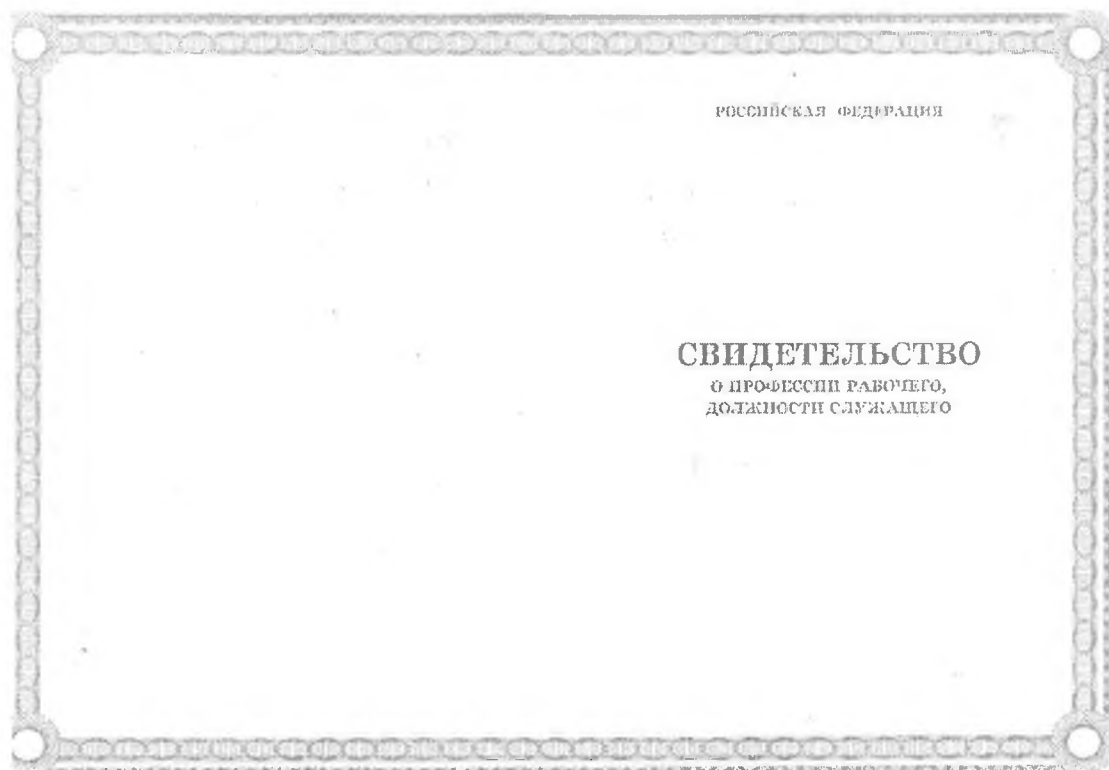 РОССИЙСКАЯ ФЕДЕРАЦИЯ
СВИДЕТЕЛЬСТВО
О ПРОФЕССИИ РАБОЧЕГО,
ДОЛЖНОСТИ СЛУЖАЩЕГО